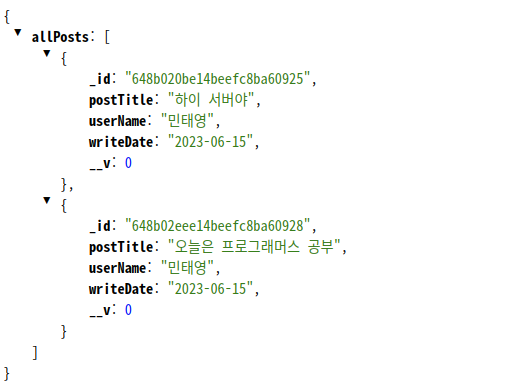 {
▼ allPosts: [
▼ {
_id: "648b020be14beefc8ba60925",
postTitle: "하이 서버야",
userName: "민태영",
writeDate: "2023-06-15",
__v: 0
},
▼ {
_id: "648b02eee14beefc8ba60928",
postTitle: "오늘은 프로그래머스 공부",
userName: "민태영",
writeDate: "2023-06-15",
__v: 0
}
]
}